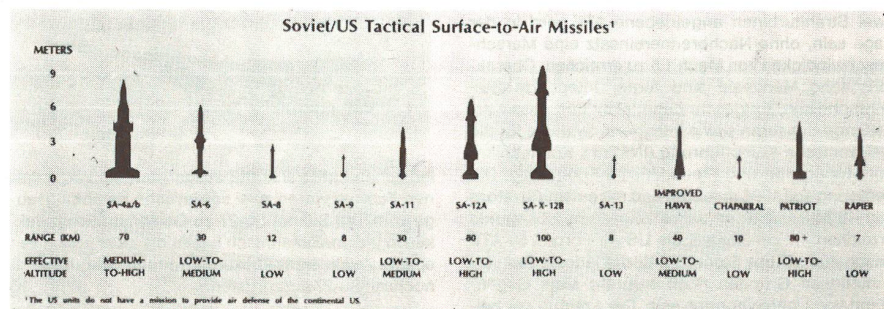 Soviet/US Tactical Surface-to-Air Missiles¹
METERS
9
6
3
0
SA-4a/b SA-6 SA-8 SA-9 SA-11 SA-12A SA-X-12B SA-13 IMPROVED HAWK CHAPARRAL PATRIOT RAPIER
RANGE (KM) 70 30 12 8 30 80 100 8 40 10 80+ 7
EFFECTIVE ALTITUDE MEDIUM-TO-HIGH LOW-TO-MEDIUM LOW LOW LOW-TO-MEDIUM LOW-TO-HIGH LOW-TO-HIGH LOW LOW-TO-MEDIUM LOW LOW-TO-HIGH LOW
¹The US units do not have a mission to provide air defense of the continental US.